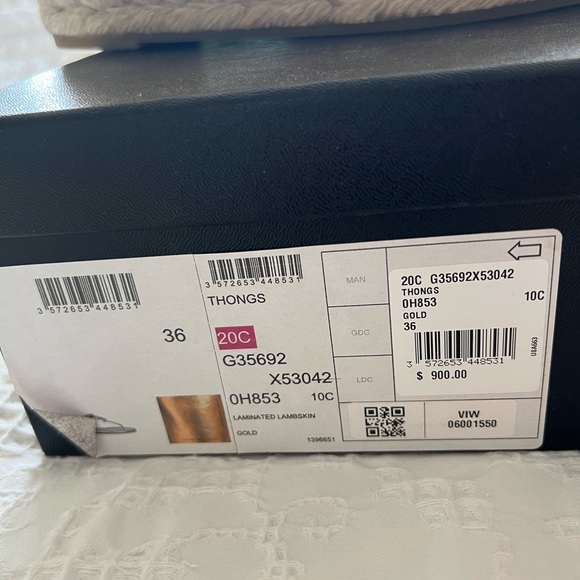 3 572653 448531
36
3 572653 448531
THONGS
20C
G35692
X53042
0H853 10C
LAMINATED LAMBSKIN
GOLD
1396651
MAN
GDC
LDC
VIW
06001550
20C G35692X53042
THONGS
0H853 10C
GOLD
36
3 572653 448531
$ 900.00
USA663